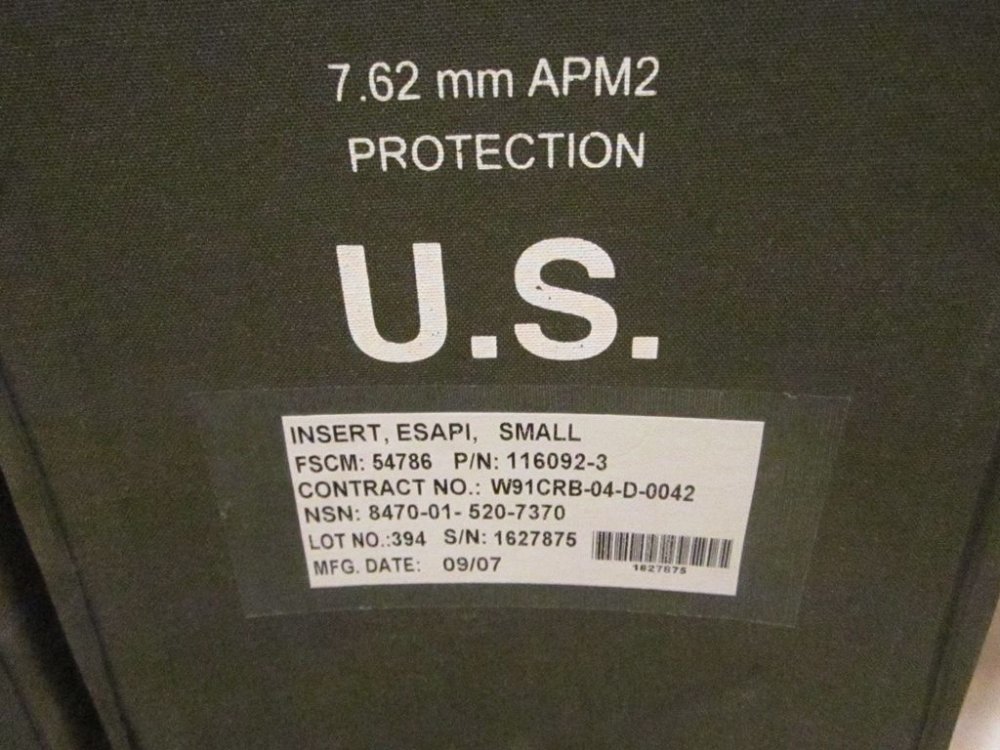 7.62 mm APM2
PROTECTION
U.S.
INSERT, ESAPI, SMALL
FSCM: 54786 P/N: 116092-3
CONTRACT NO.: W91CRB-04-D-0042
NSN: 8470-01- 520-7370
LOT NO.:394 S/N: 1627875
1627875
MFG. DATE: 09/07